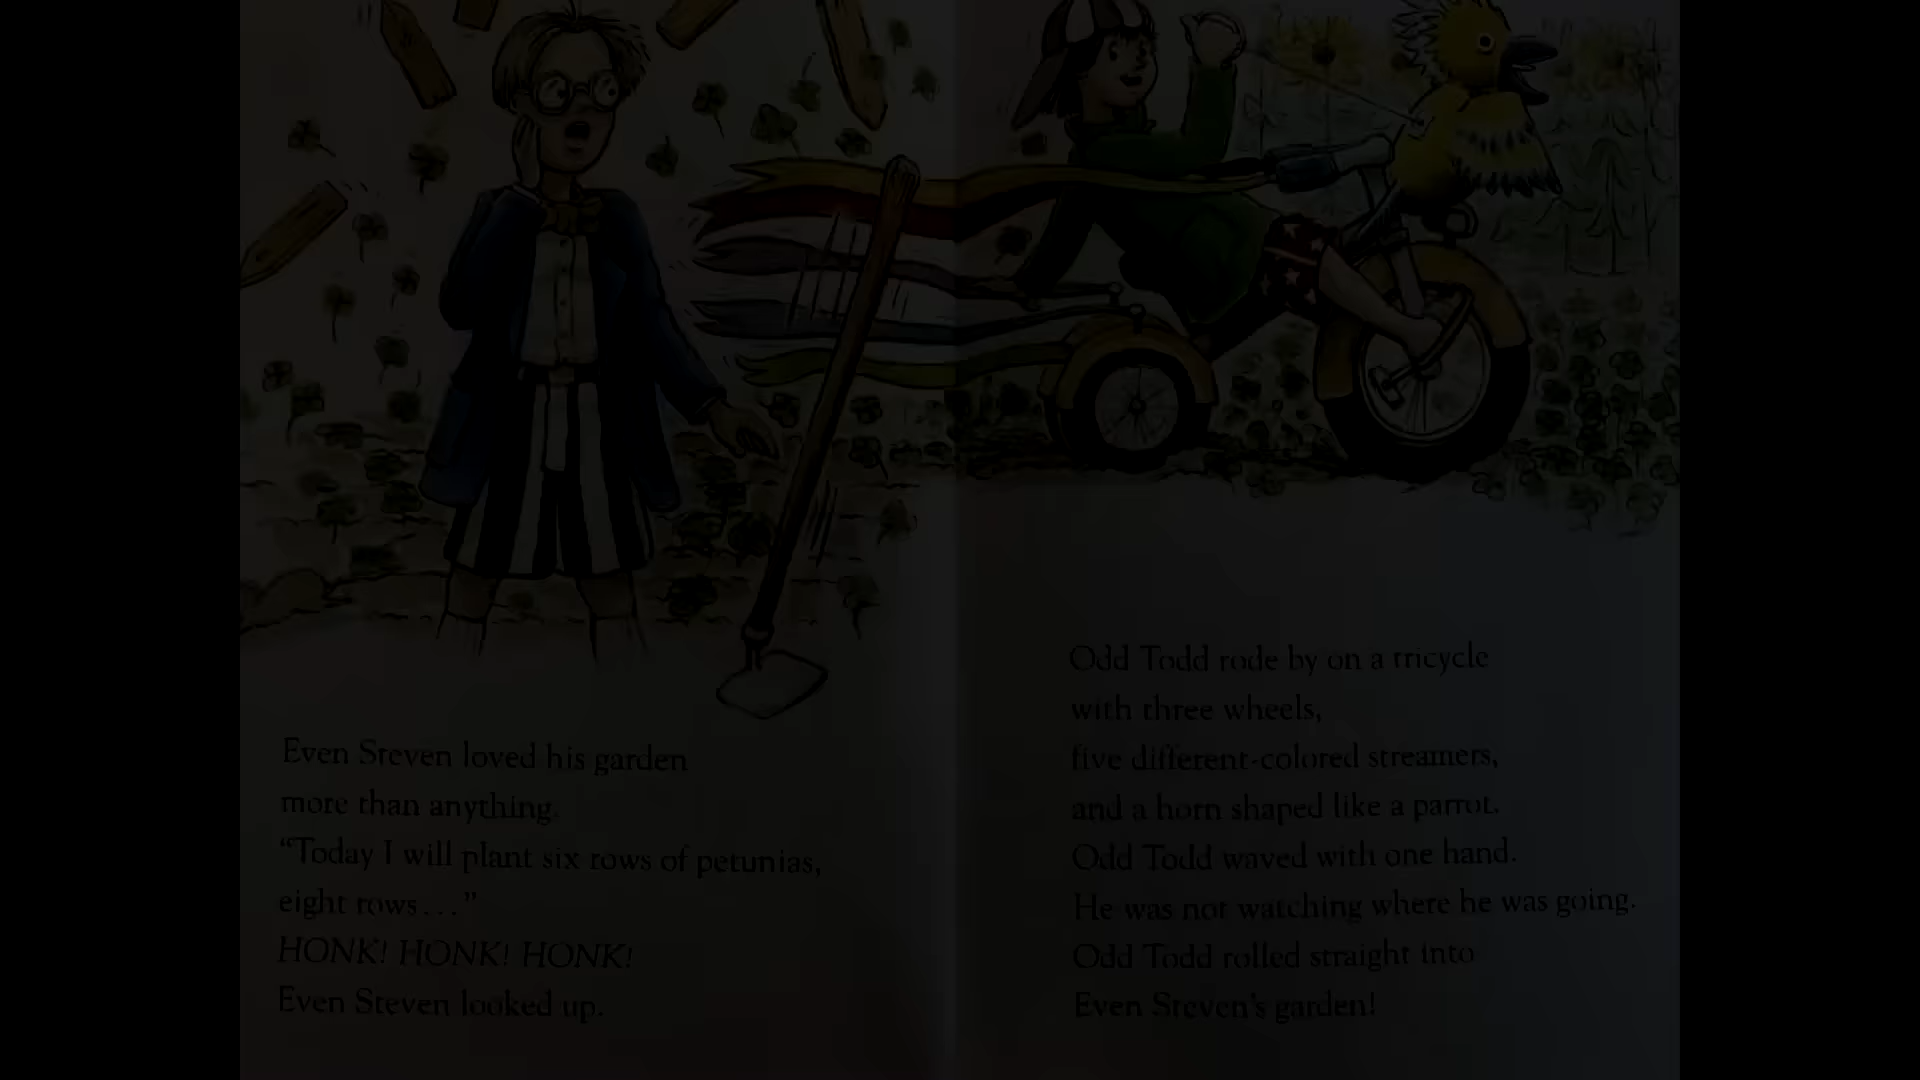 Even Steven loved his garden
more than anything.
“Today I will plant six rows of petunias,
eight rows . . . ”
HONK! HONK! HONK!
Even Steven looked up.
Odd Todd rode by on a tricycle
with three wheels,
five different-colored streamers,
and a horn shaped like a parrot.
Odd Todd waved with one hand.
He was not watching where he was going.
Odd Todd rolled straight into
Even Steven’s garden!